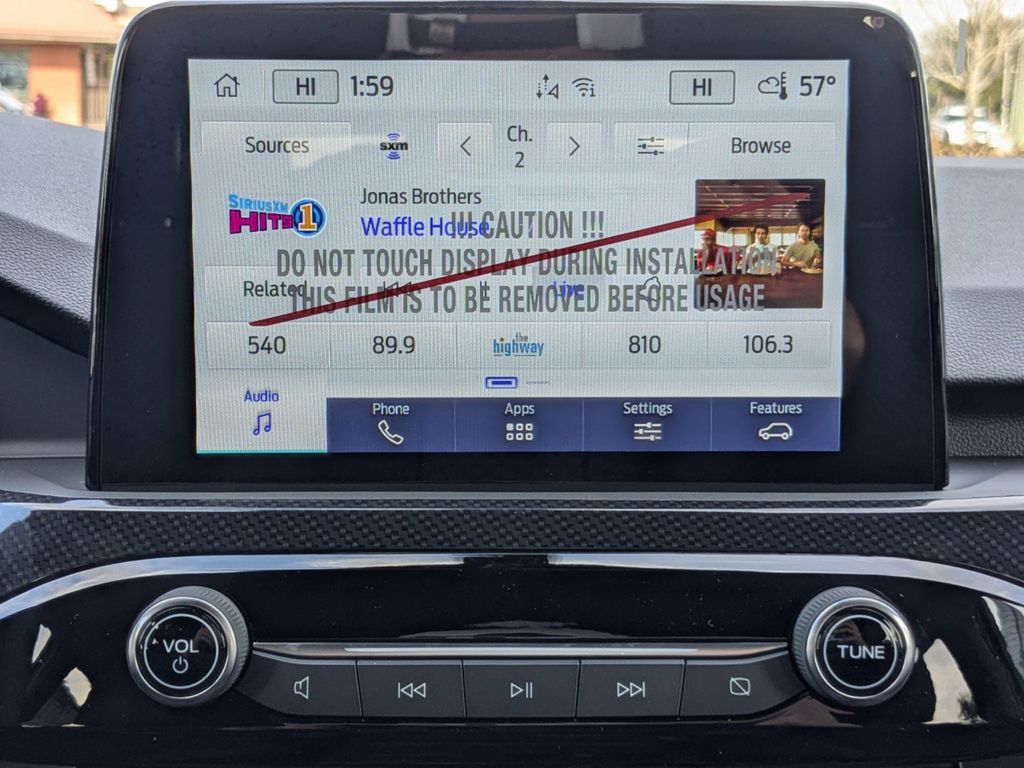 HI 1:59 HI 57°
Sources sxm Ch. 2 Browse
SIRIUSXM HITS 1
Jonas Brothers
Waffle House
!!! CAUTION !!!
DO NOT TOUCH DISPLAY DURING INSTALLATION
THIS FILM IS TO BE REMOVED BEFORE USAGE
Related Live
540 89.9 the highway 810 106.3
Audio Phone Apps Settings Features
VOL TUNE